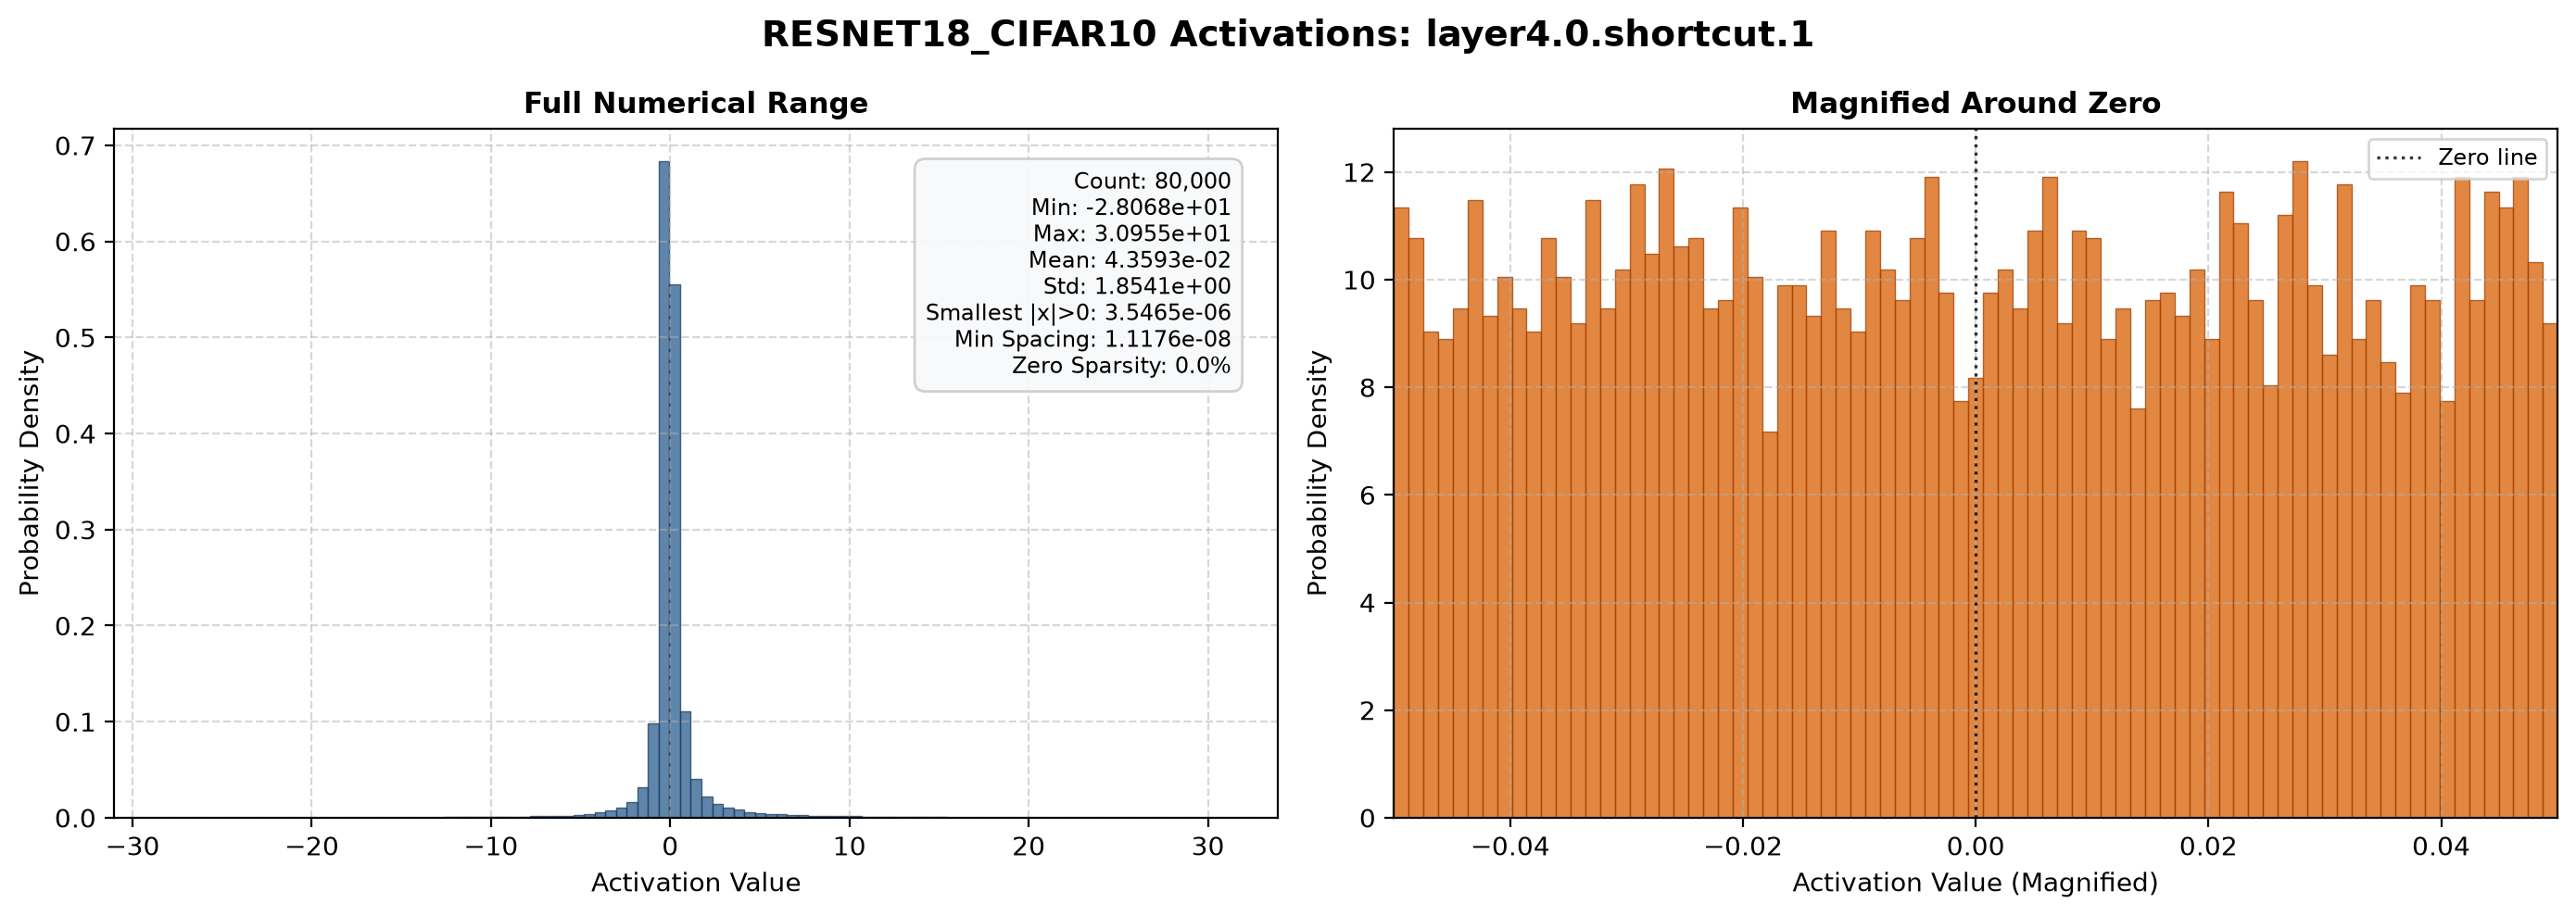 RESNET18_CIFAR10 Activations: layer4.0.shortcut.1
Full Numerical Range
0.7
0.6
0.5
0.4
0.3
0.2
0.1
0.0
Probability Density
Count: 80,000
Min: -2.8068e+01
Max: 3.0955e+01
Mean: 4.3593e-02
Std: 1.8541e+00
Smallest |x|>0: 3.5465e-06
Min Spacing: 1.1176e-08
Zero Sparsity: 0.0%
−30 −20 −10 0 10 20 30
Activation Value
Magnified Around Zero
12
10
8
6
4
2
0
Probability Density
Zero line
−0.04 −0.02 0.00 0.02 0.04
Activation Value (Magnified)